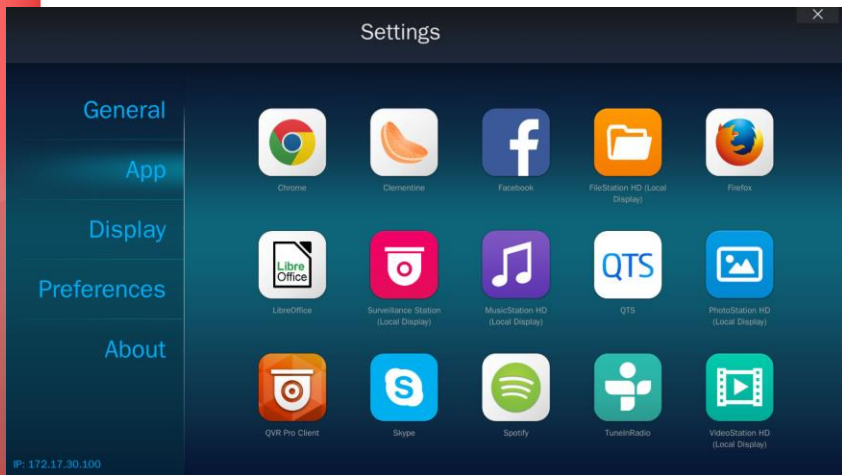 Settings
General
App
Display
Preferences
About
IP: 172.17.30.100
Chrome
Clementine
Facebook
FileStation HD (Local
Display)
Firefox
Libre
Office
LibreOffice
Surveillance Station
(Local Display)
MusicStation HD
(Local Display)
QTS
QTS
PhotoStation HD
(Local Display)
QVR Pro Client
S
Skype
Spotify
TuneInRadio
VideoStation HD
(Local Display)